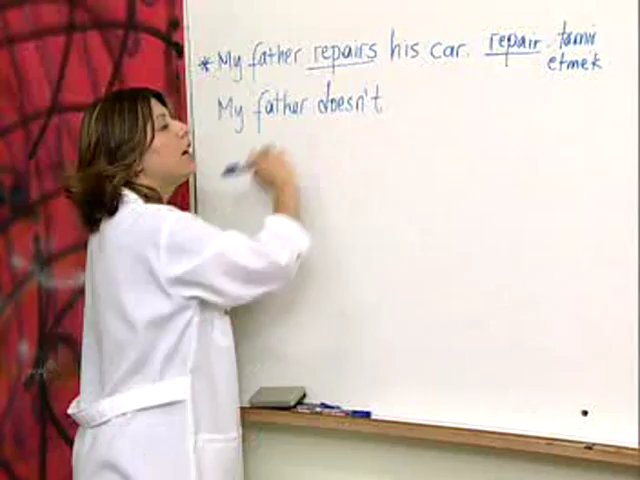 * My father repairs his car. repair. tamir
etmek
My father doesn't